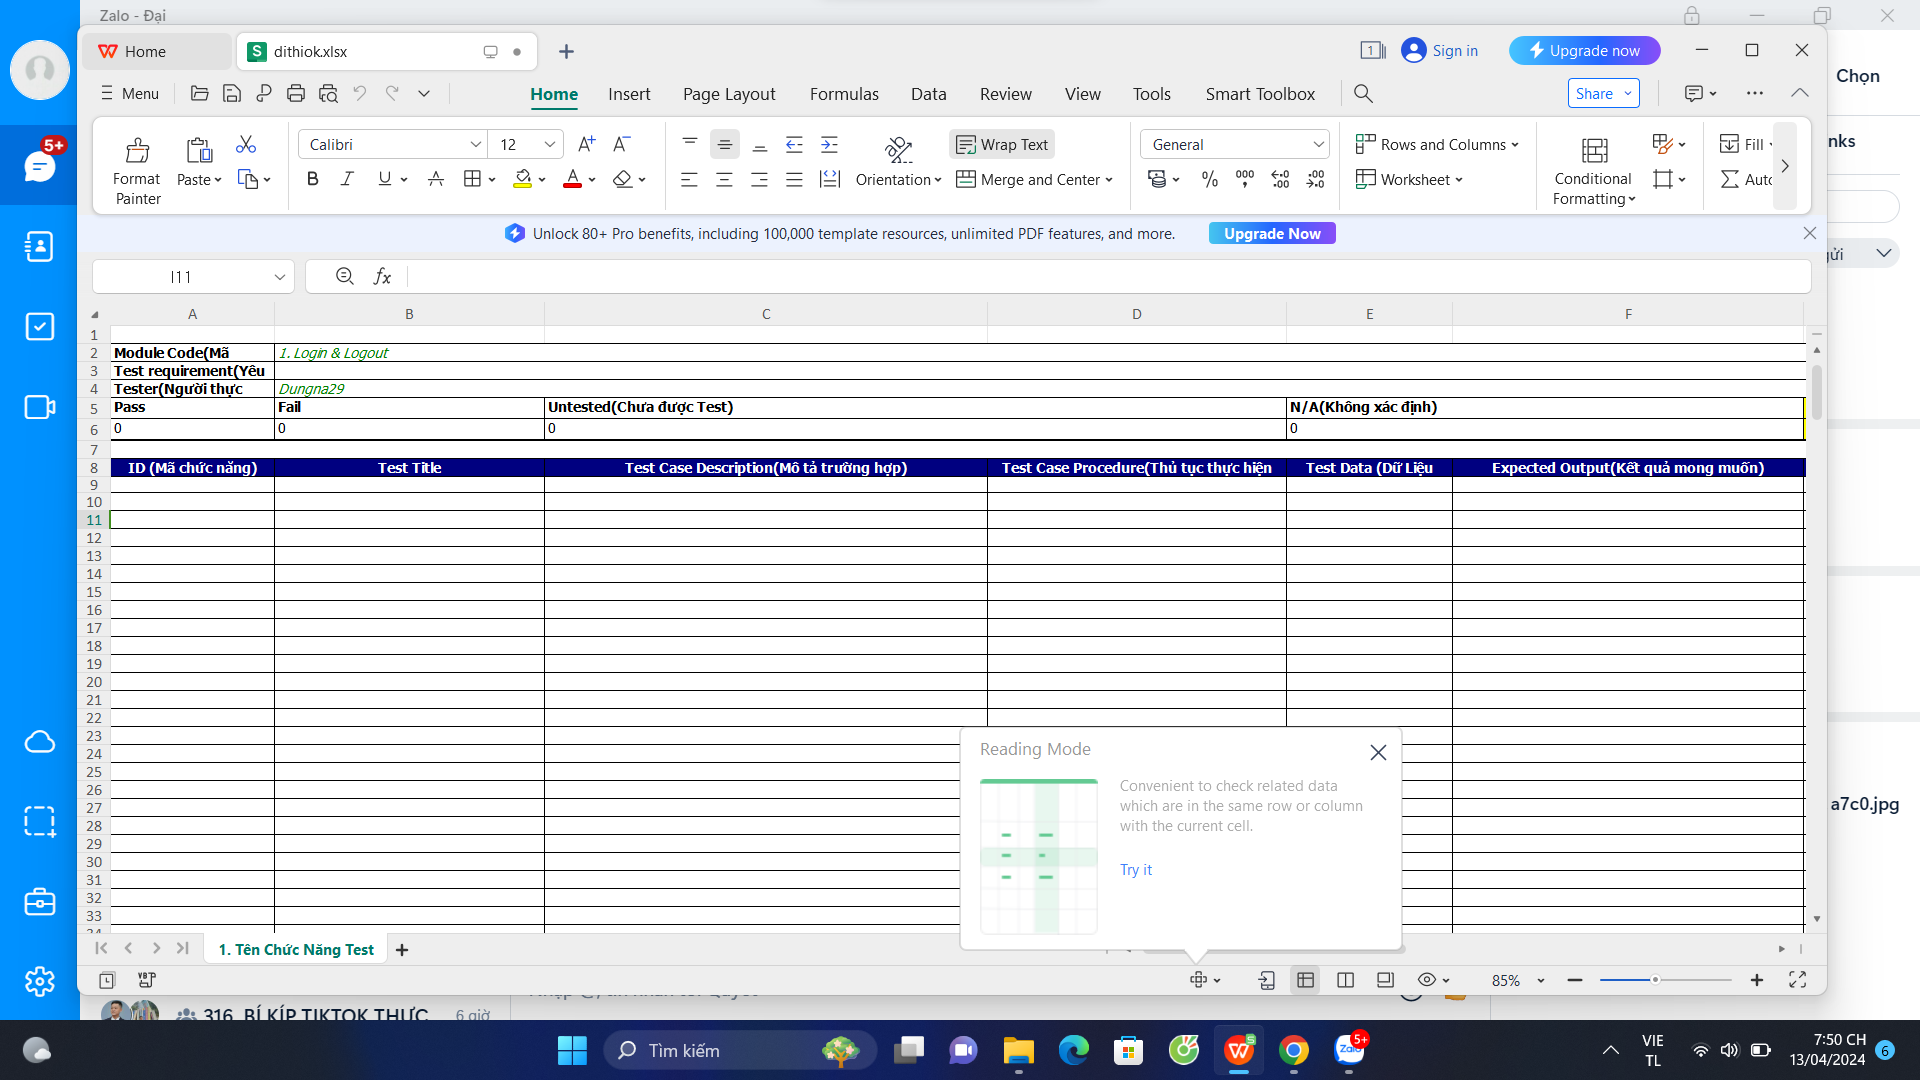 Zalo - Đại
Home
dithiok.xlsx
Sign in
Upgrade now
Menu
Home Insert Page Layout Formulas Data Review View Tools Smart Toolbox
Share
Chọn
Format Painter
Paste
Calibri
12
Wrap Text
Orientation
Merge and Center
General
Rows and Columns
Worksheet
Conditional Formatting
Fill
Unlock 80+ Pro benefits, including 100,000 template resources, unlimited PDF features, and more.
Upgrade Now
I11
fx
A B C D E F
1
2 Module Code(Mã 1. Login & Logout
3 Test requirement(Yêu
4 Tester(Người thực Dungna29
5 Pass Fail Untested(Chưa được Test) N/A(Không xác định)
6 0 0 0 0
7
8 ID (Mã chức năng) Test Title Test Case Description(Mô tả trường hợp) Test Case Procedure(Thủ tục thực hiện Test Data (Dữ Liệu Expected Output(Kết quả mong muốn)
9
10
11
12
13
14
15
16
17
18
19
20
21
22
23
24
25
26
27
28
29
30
31
32
33
Reading Mode
Convenient to check related data
which are in the same row or column
with the current cell.
Try it
a7c0.jpg
1. Tên Chức Năng Test
85%
316. BÍ KÍP TIKTOK THỰC
6 giờ
5+
Tìm kiếm
Zalo
5+
VIE
TL
7:50 CH
13/04/2024
6